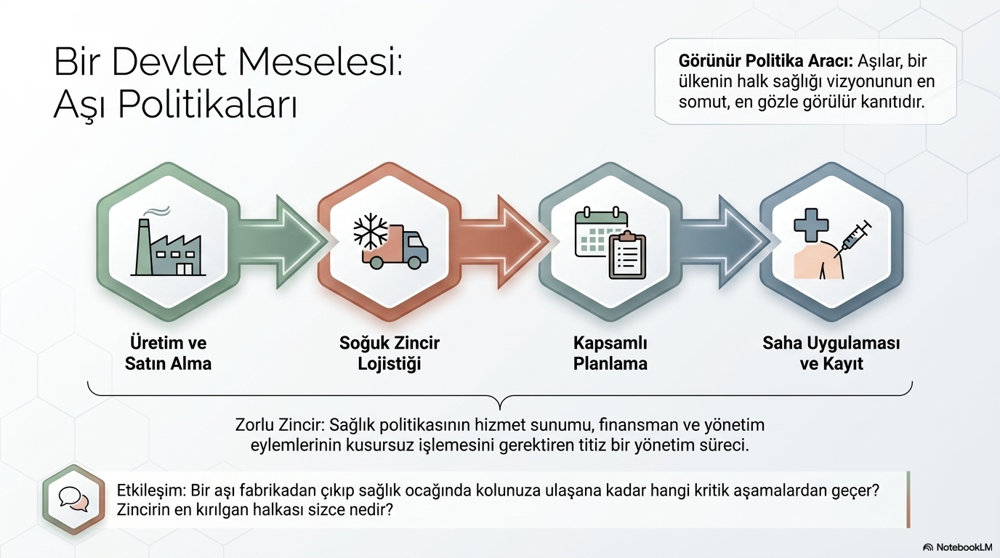 Bir Devlet Meselesi:
Aşı Politikaları
Görünür Politika Aracı: Aşılar, bir
ülkenin halk sağlığı vizyonunun en
somut, en gözle görülür kanıtıdır.
Üretim ve
Satın Alma
Soğuk Zincir
Lojistiği
Kapsamlı
Planlama
Saha Uygulaması
ve Kayıt
Zorlu Zincir: Sağlık politikasının hizmet sunumu, finansman ve yönetim
eylemlerinin kusursuz işlemesini gerektiren titiz bir yönetim süreci.
Etkileşim: Bir aşı fabrikadan çıkıp sağlık ocağında kolunuza ulaşana kadar hangi kritik aşamalardan geçer?
Zincirin en kırılgan halkası sizce nedir?
NotebookLM